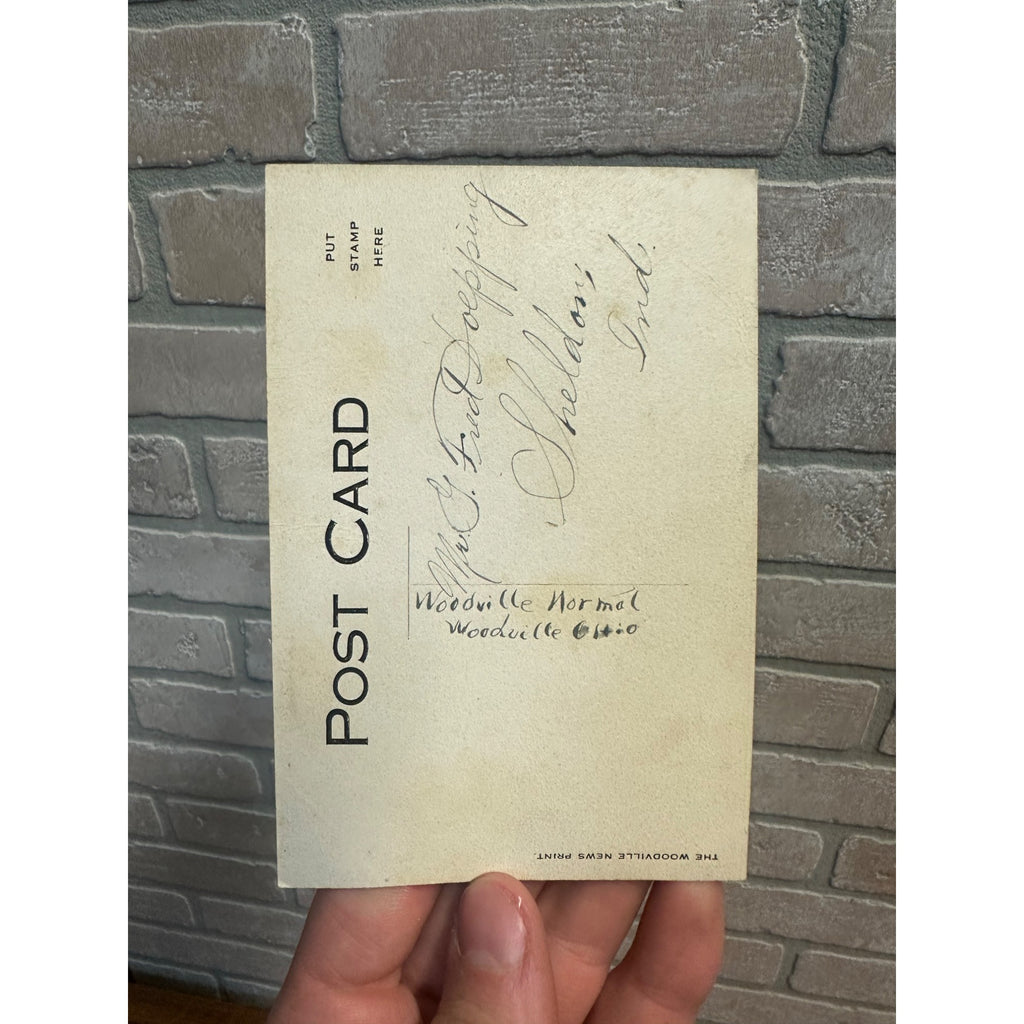 POST CARD
PUT
STAMP
HERE
Mr. G. Fred Doepping
Sheldon,
Ind.
Woodville Normal
Woodville Ohio
THE WOODVILLE NEWS PRINT.